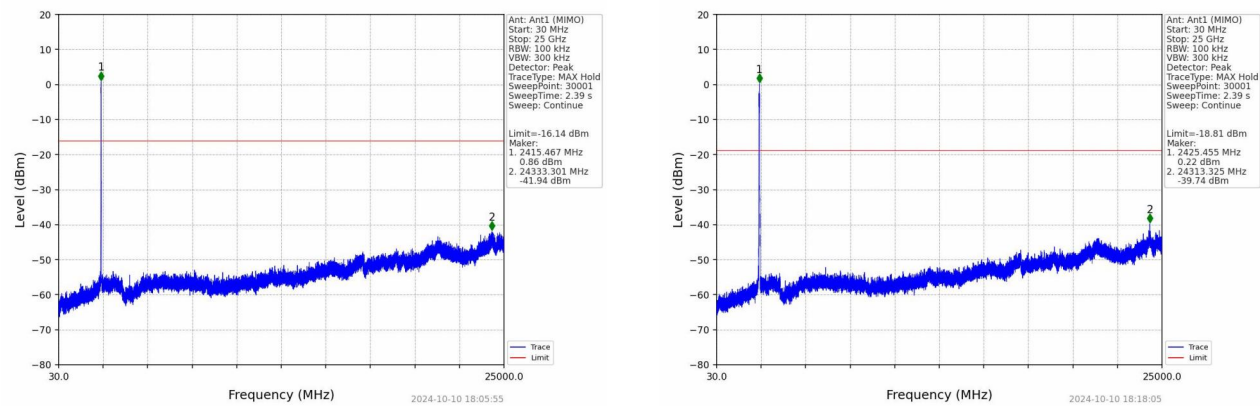 20
10
0
−10
−20
−30
−40
−50
−60
−70
−80
Level (dBm)
1
2
30.0
25000.0
Frequency (MHz)
2024-10-10 18:05:55
Ant: Ant1 (MIMO)
Start: 30 MHz
Stop: 25 GHz
RBW: 100 kHz
VBW: 300 kHz
Detector: Peak
TraceType: MAX Hold
SweepPoint: 30001
SweepTime: 2.39 s
Sweep: Continue
Limit=-16.14 dBm
Maker:
1. 2415.467 MHz
0.86 dBm
2. 24333.301 MHz
-41.94 dBm
Trace
Limit
20
10
0
−10
−20
−30
−40
−50
−60
−70
−80
Level (dBm)
1
2
30.0
25000.0
Frequency (MHz)
2024-10-10 18:18:05
Ant: Ant1 (MIMO)
Start: 30 MHz
Stop: 25 GHz
RBW: 100 kHz
VBW: 300 kHz
Detector: Peak
TraceType: MAX Hold
SweepPoint: 30001
SweepTime: 2.39 s
Sweep: Continue
Limit=-18.81 dBm
Maker:
1. 2425.455 MHz
0.22 dBm
2. 24313.325 MHz
-39.74 dBm
Trace
Limit